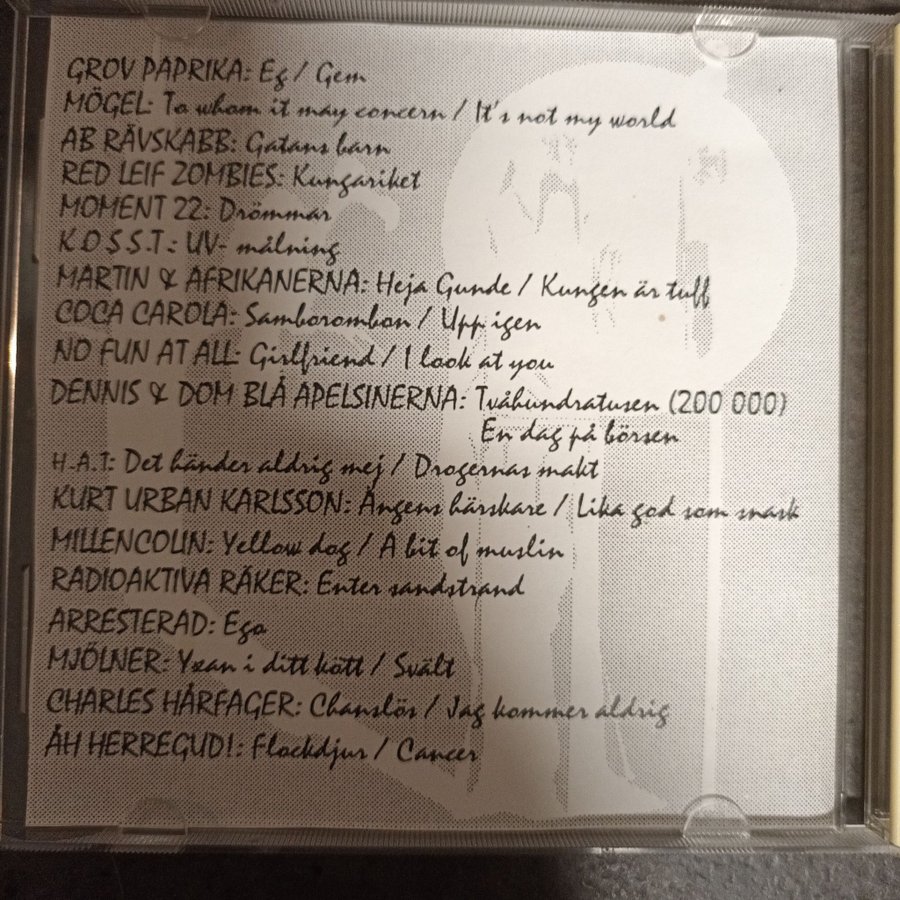 GROV PAPRIKA: Eg / Gem
MÖGEL: To whom it may concern / It's not my world
AB RÄVSKABB: Gatans barn
RED LEIF ZOMBIES: Kungariket
MOMENT 22: Drömmar
K.O.S.S.T.: UV- målning
MARTIN & AFRIKANERNA: Heja Gunde / Kungen är tuff
COCA CAROLA: Samborombon / Upp igen
NO FUN AT ALL: Girlfriend / I look at you
DENNIS & DOM BLÅ APELSINERNA: Tvåhundratusen (200 000)
En dag på börsen
H.A.T: Det händer aldrig mej / Drogernas makt
KURT URBAN KARLSSON: Ängens härskare / Lika god som snask
MILLENCOLIN: Yellow dog / A bit of muslin
RADIOAKTIVA RÄKER: Enter sandstrand
ARRESTERAD: Ego
MJÖLNER: Yxan i ditt kött / Svält
CHARLES HÅRFAGER: Chanslös / Jag kommer aldrig
ÅH HERREGUD!: Flockdjur / Cancer